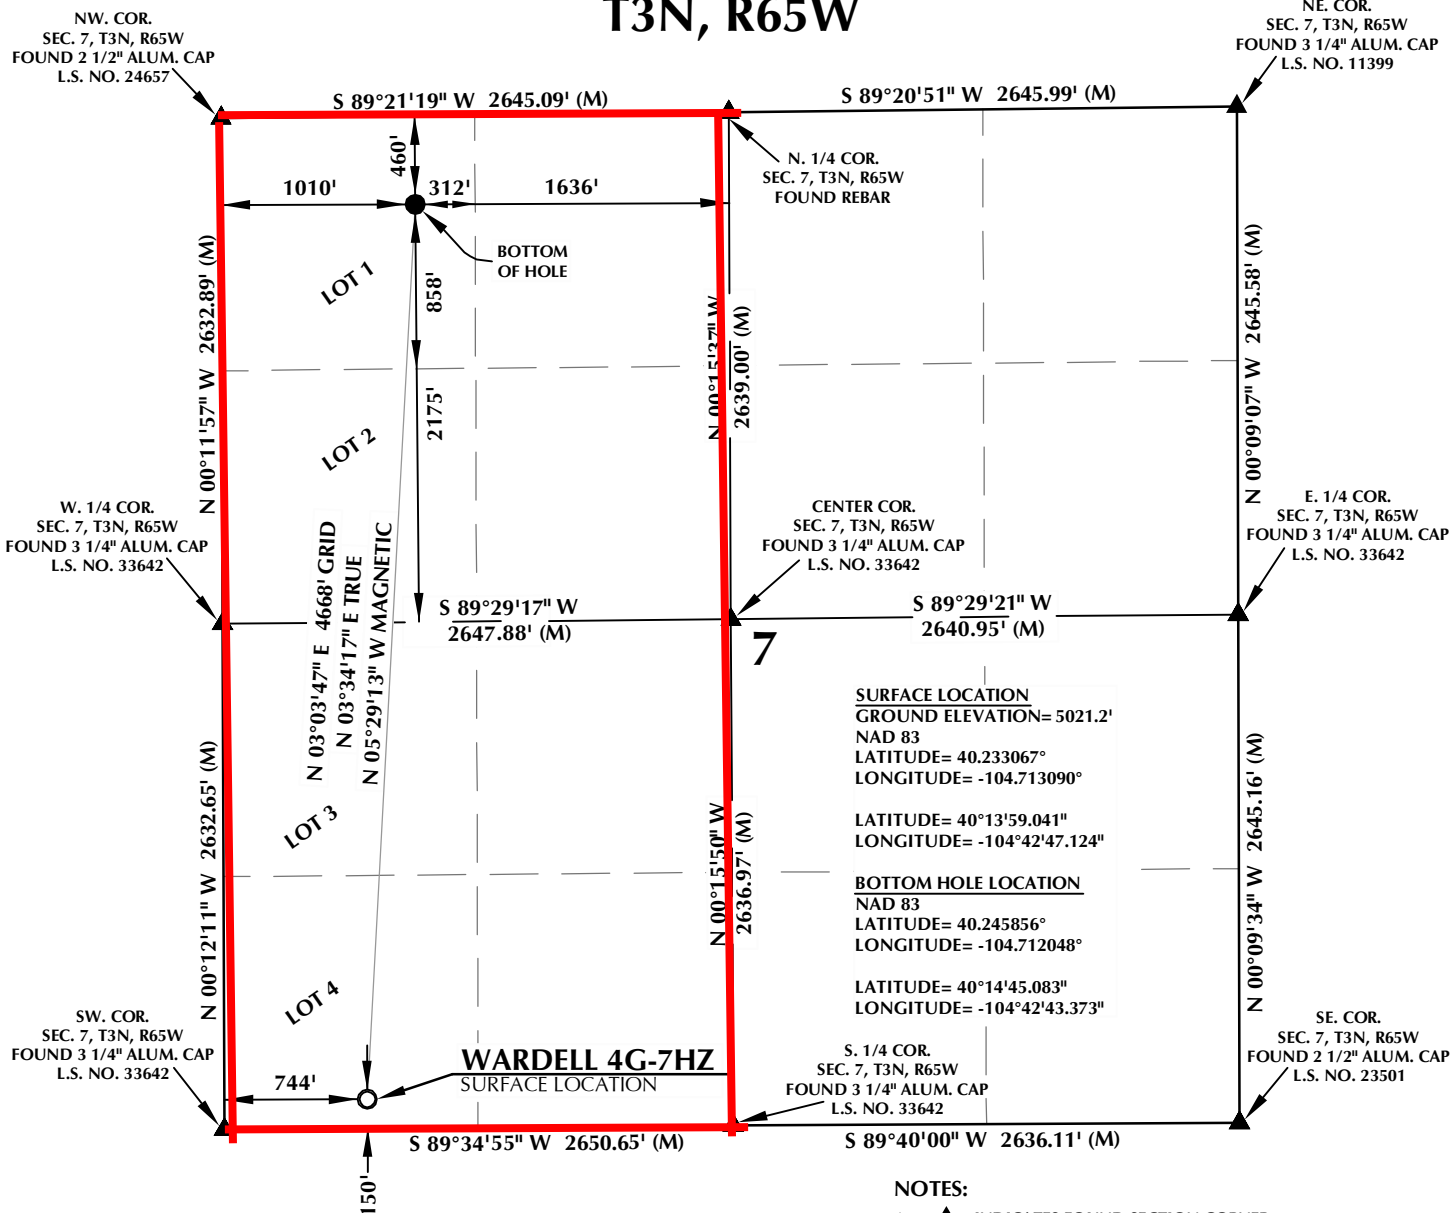 T3N, R65W
NW. COR.
SEC. 7, T3N, R65W
FOUND 2 1/2" ALUM. CAP
L.S. NO. 24657
NE. COR.
SEC. 7, T3N, R65W
FOUND 3 1/4" ALUM. CAP
L.S. NO. 11399
S 89°21'19" W 2645.09' (M)
S 89°20'51" W 2645.99' (M)
N. 1/4 COR.
SEC. 7, T3N, R65W
FOUND REBAR
460'
1010'
312'
1636'
BOTTOM
OF HOLE
LOT 1
858'
N 00°11'57" W 2632.89' (M)
N 00°15'37" W
2639.00' (M)
N 00°09'07" W 2645.58' (M)
LOT 2
2175'
W. 1/4 COR.
SEC. 7, T3N, R65W
FOUND 3 1/4" ALUM. CAP
L.S. NO. 33642
CENTER COR.
SEC. 7, T3N, R65W
FOUND 3 1/4" ALUM. CAP
L.S. NO. 33642
E. 1/4 COR.
SEC. 7, T3N, R65W
FOUND 3 1/4" ALUM. CAP
L.S. NO. 33642
N 03°03'47" E 4668' GRID
N 03°34'17" E TRUE
N 05°29'13" W MAGNETIC
S 89°29'17" W
2647.88' (M)
S 89°29'21" W
2640.95' (M)
7
SURFACE LOCATION
GROUND ELEVATION= 5021.2'
NAD 83
LATITUDE= 40.233067°
LONGITUDE= -104.713090°
LATITUDE= 40°13'59.041"
LONGITUDE= -104°42'47.124"
BOTTOM HOLE LOCATION
NAD 83
LATITUDE= 40.245856°
LONGITUDE= -104.712048°
LATITUDE= 40°14'45.083"
LONGITUDE= -104°42'43.373"
LOT 3
N 00°12'11" W 2632.65' (M)
N 00°15'50" W
2636.97' (M)
N 00°09'34" W 2645.16' (M)
LOT 4
SW. COR.
SEC. 7, T3N, R65W
FOUND 3 1/4" ALUM. CAP
L.S. NO. 33642
744'
WARDELL 4G-7HZ
SURFACE LOCATION
S. 1/4 COR.
SEC. 7, T3N, R65W
FOUND 3 1/4" ALUM. CAP
L.S. NO. 33642
SE. COR.
SEC. 7, T3N, R65W
FOUND 2 1/2" ALUM. CAP
L.S. NO. 23501
S 89°34'55" W 2650.65' (M)
S 89°40'00" W 2636.11' (M)
150'
NOTES:
INDICATES FOUND SECTION CORNER